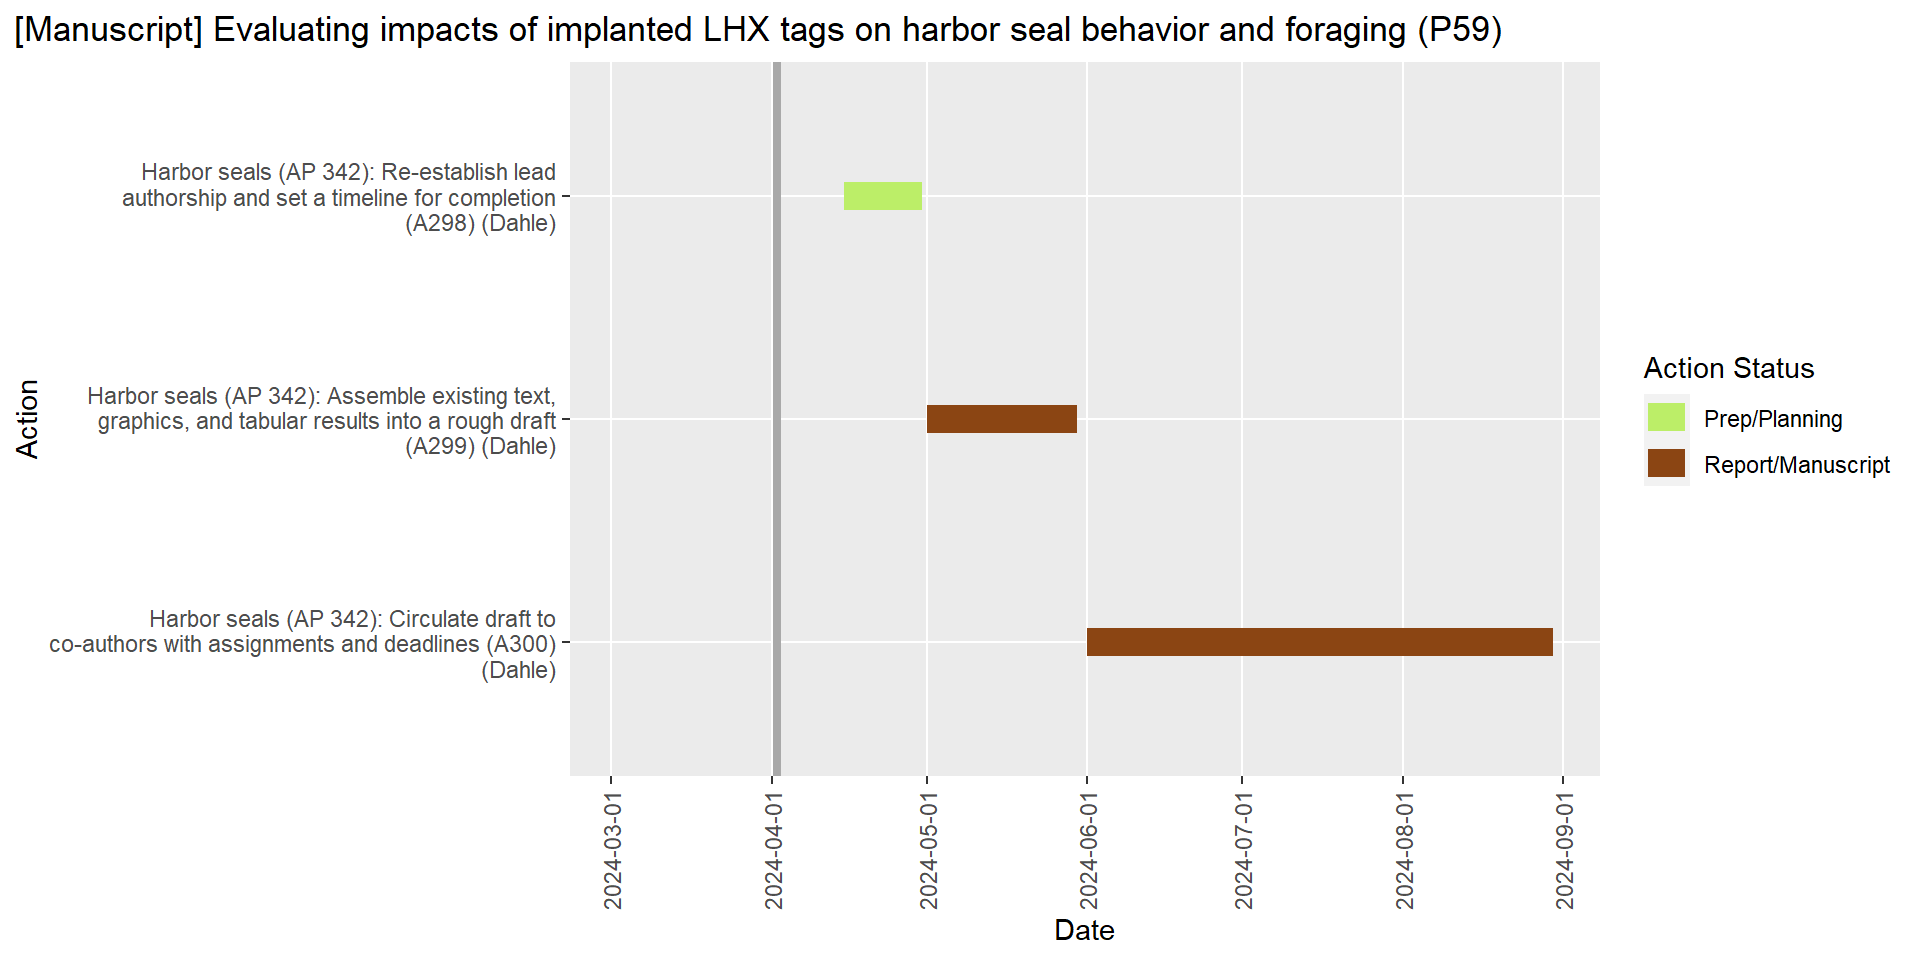 [Manuscript] Evaluating impacts of implanted LHX tags on harbor seal behavior and foraging (P59)
Harbor seals (AP 342): Re-establish lead
authorship and set a timeline for completion
(A298) (Dahle)
Harbor seals (AP 342): Assemble existing text,
graphics, and tabular results into a rough draft
(A299) (Dahle)
Harbor seals (AP 342): Circulate draft to
co-authors with assignments and deadlines (A300)
(Dahle)
Action
2024-03-01
2024-04-01
2024-05-01
2024-06-01
2024-07-01
2024-08-01
2024-09-01
Date
Action Status
Prep/Planning
Report/Manuscript